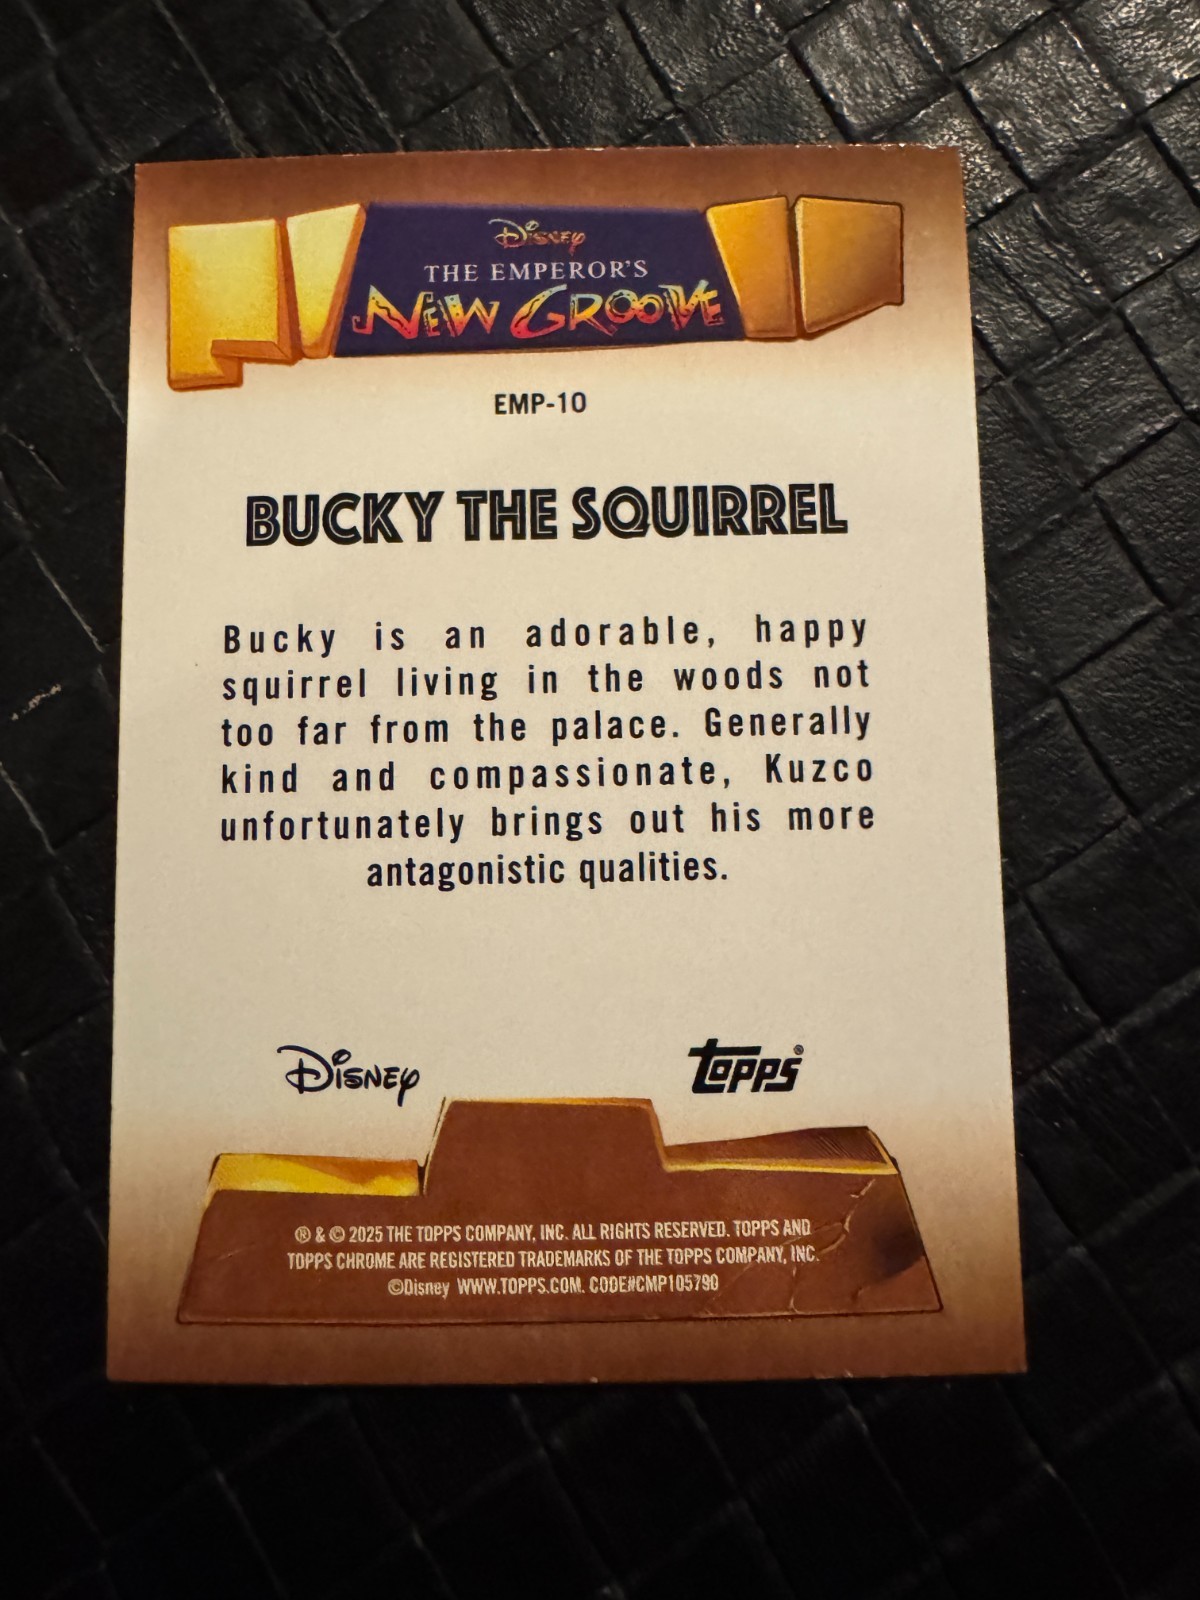 Disney
THE EMPEROR'S
NEW GROOVE
EMP-10
BUCKY THE SQUIRREL
Bucky is an adorable, happy
squirrel living in the woods not
too far from the palace. Generally
kind and compassionate, Kuzco
unfortunately brings out his more
antagonistic qualities.
Disney Topps®
® & © 2025 THE TOPPS COMPANY, INC. ALL RIGHTS RESERVED. TOPPS AND
TOPPS CHROME ARE REGISTERED TRADEMARKS OF THE TOPPS COMPANY, INC.
©Disney WWW.TOPPS.COM. CODE#CMP105790